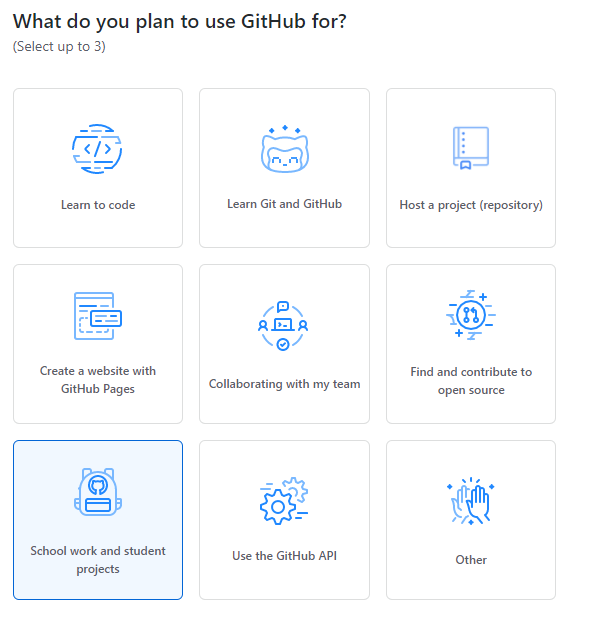 What do you plan to use GitHub for?
(Select up to 3)
Learn to code
Learn Git and GitHub
Host a project (repository)
Create a website with
GitHub Pages
Collaborating with my team
Find and contribute to
open source
School work and student
projects
Use the GitHub API
Other